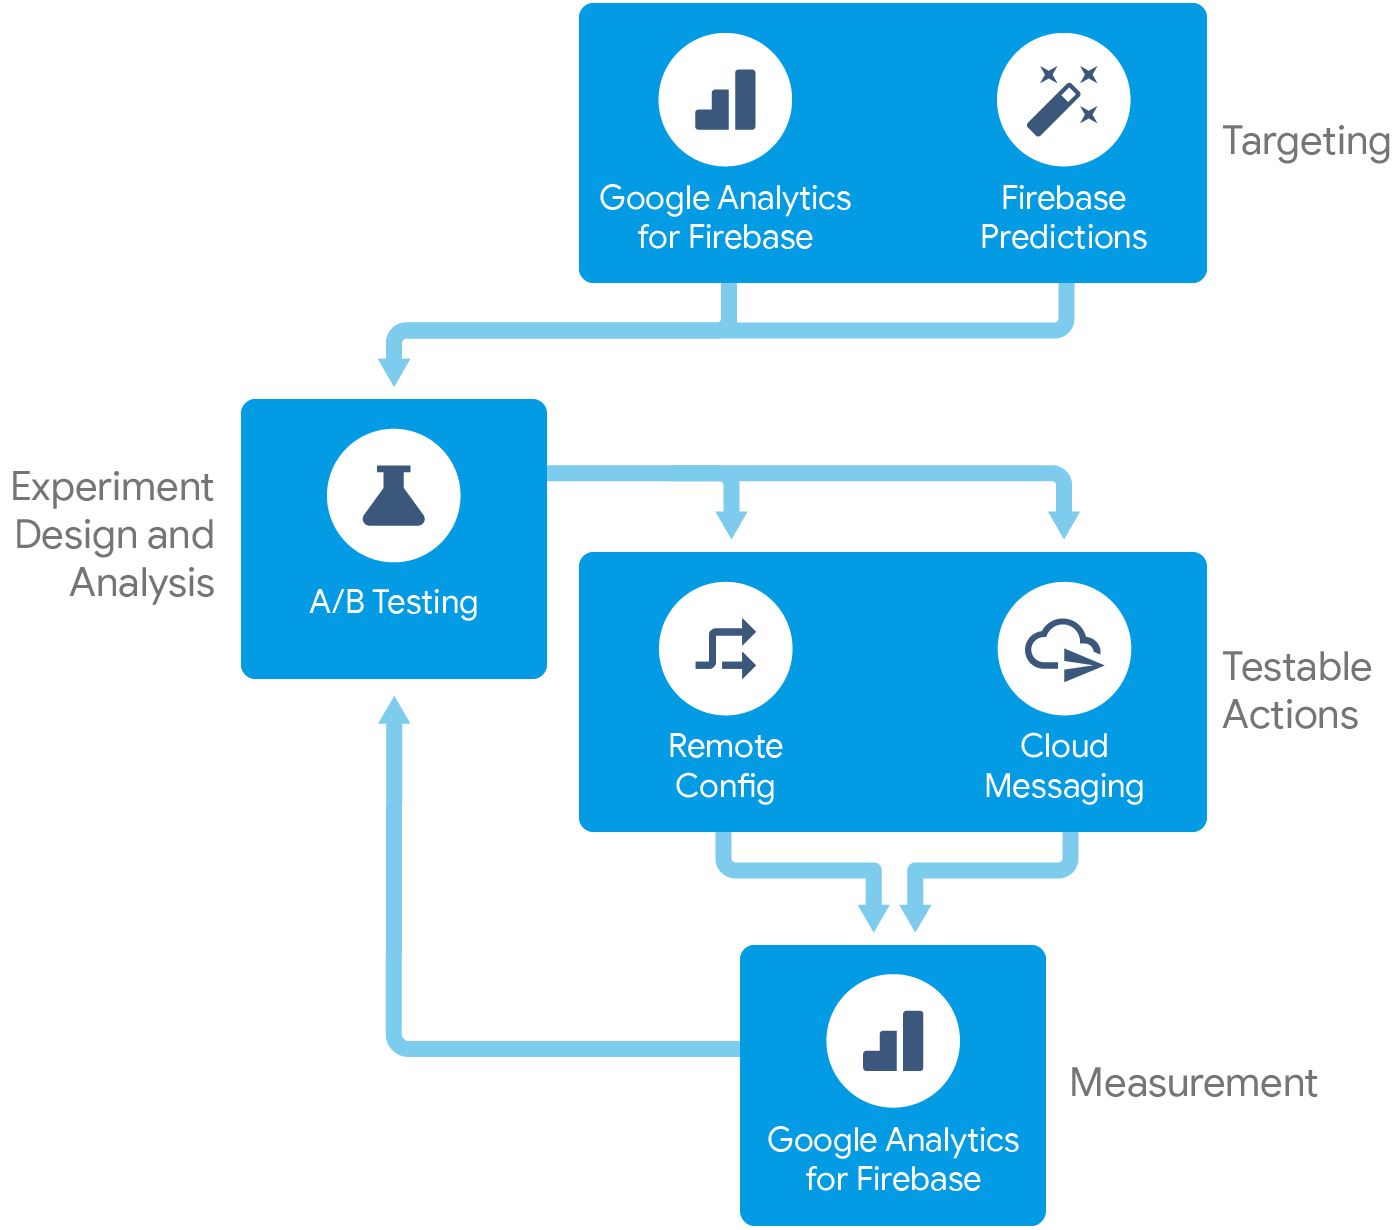 Google Analytics
for Firebase
Firebase
Predictions
Targeting
Experiment
Design and
Analysis
A/B Testing
Remote
Config
Cloud
Messaging
Testable
Actions
Google Analytics
for Firebase
Measurement